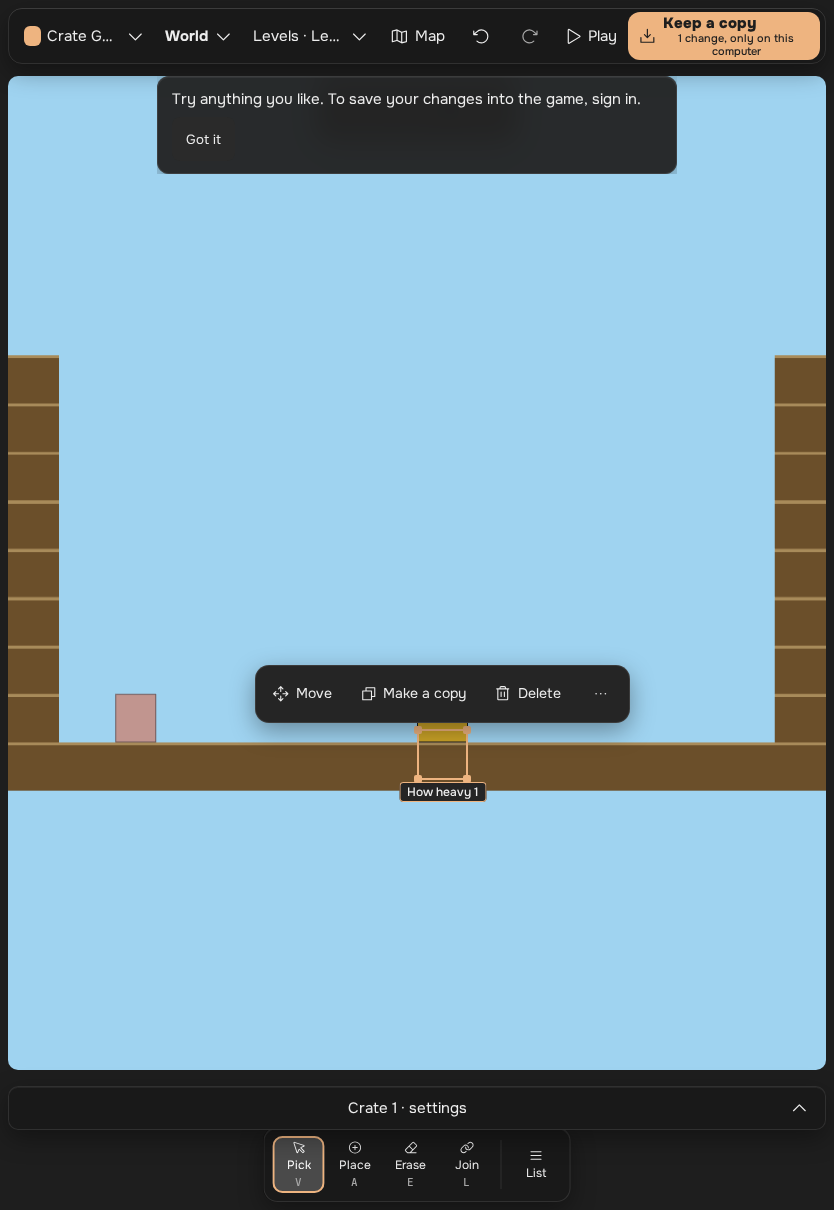 Crate G...
World
Levels · Le...
Map
Play
Keep a copy
1 change, only on this
computer
Try anything you like. To save your changes into the game, sign in.
Got it
Move
Make a copy
Delete
...
How heavy 1
Crate 1 · settings
Pick
V
Place
A
Erase
E
Join
L
List